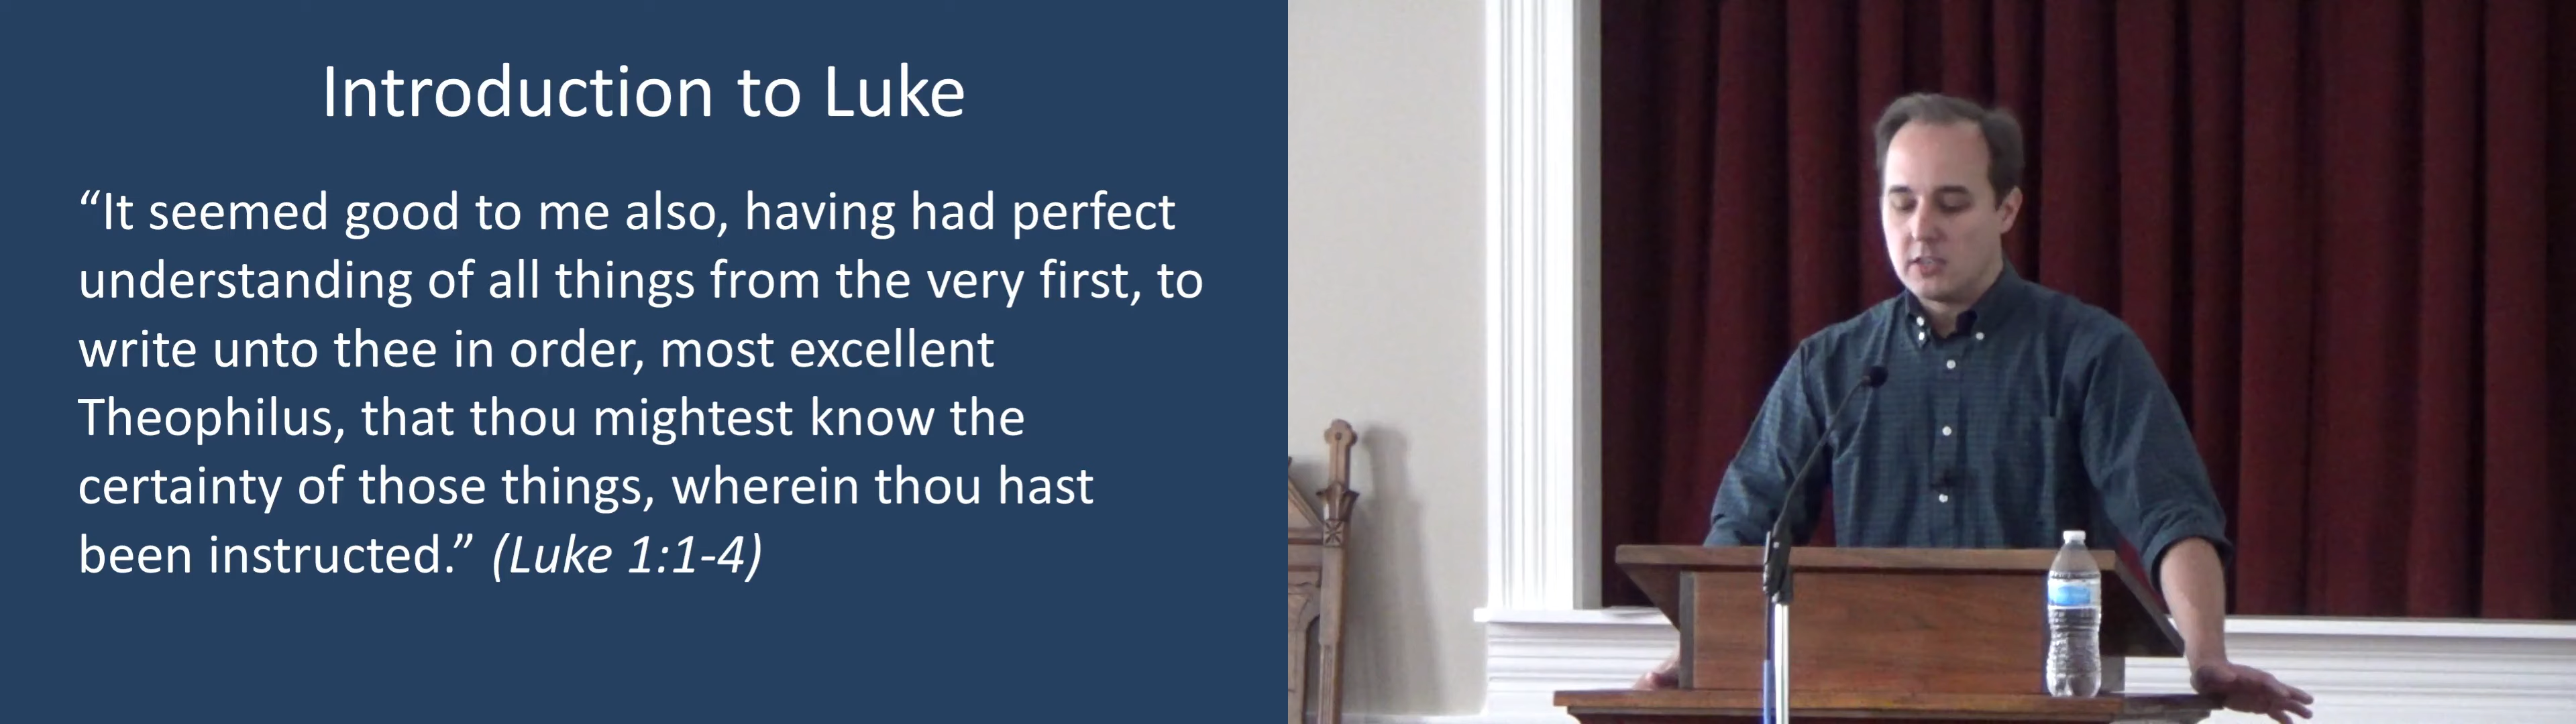 Introduction to Luke
“It seemed good to me also, having had perfect
understanding of all things from the very first, to
write unto thee in order, most excellent
Theophilus, that thou mightest know the
certainty of those things, wherein thou hast
been instructed.” (Luke 1:1-4)